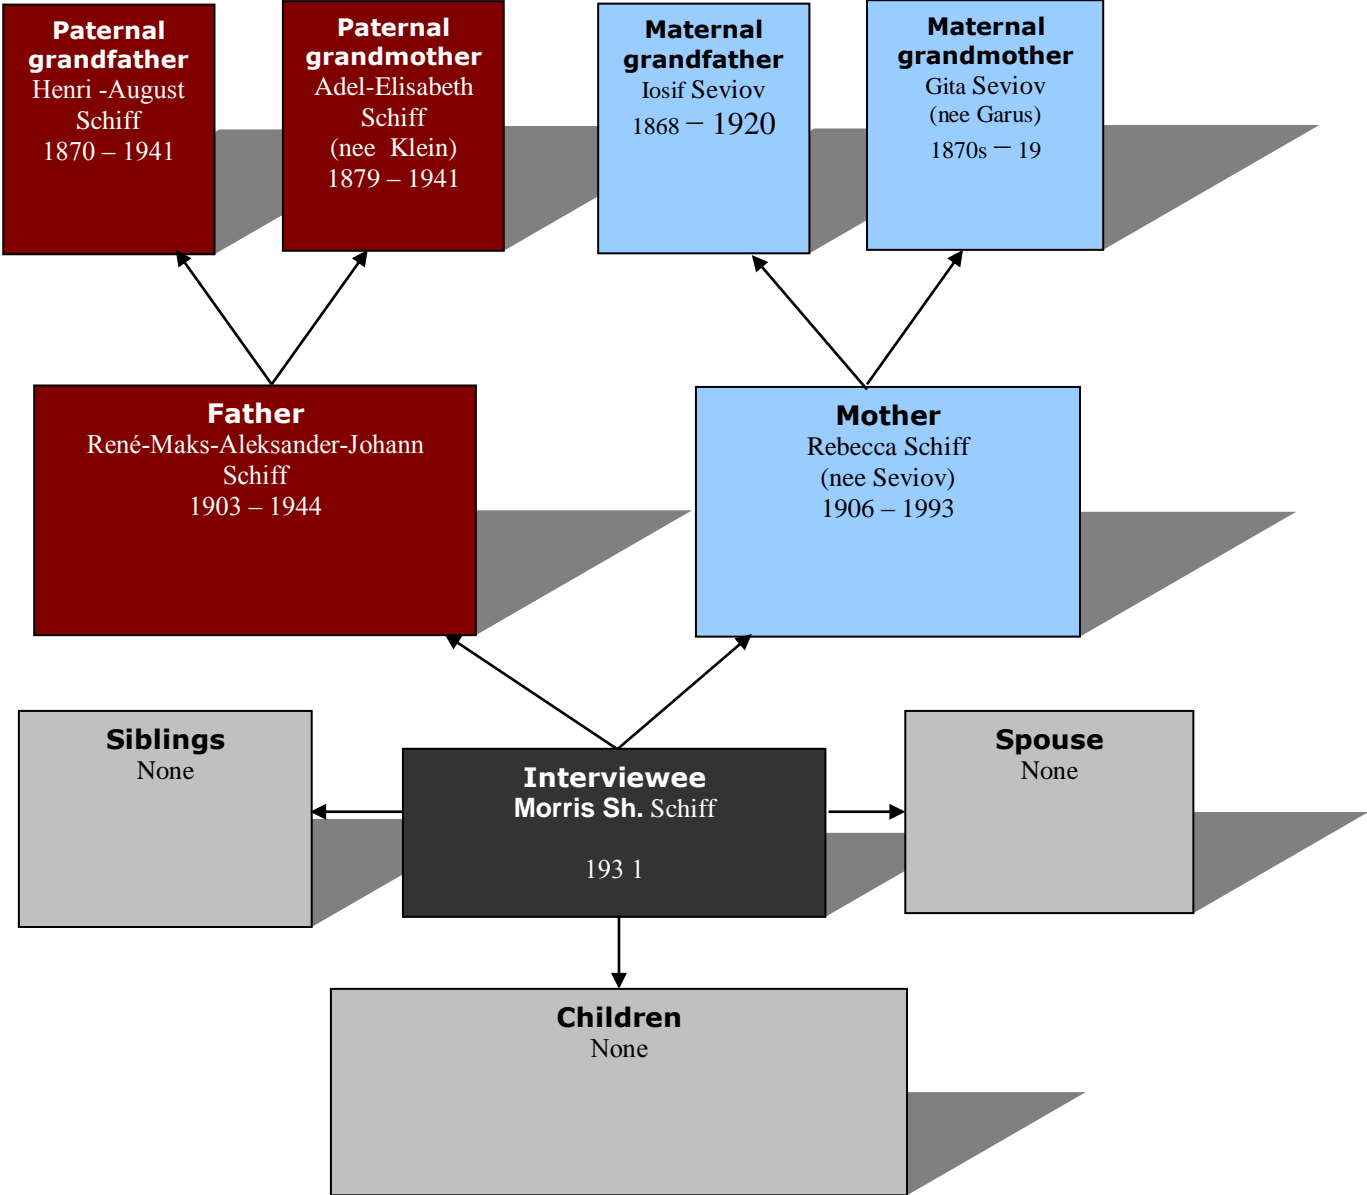 Paternal
grandfather
Henri -August
Schiff
1870 – 1941
Paternal
grandmother
Adel-Elisabeth
Schiff
(nee Klein)
1879 – 1941
Maternal
grandfather
Iosif Seviov
1868 – 1920
Maternal
grandmother
Gita Seviov
(nee Garus)
1870s – 19
Father
René-Maks-Aleksander-Johann
Schiff
1903 – 1944
Mother
Rebecca Schiff
(nee Seviov)
1906 – 1993
Siblings
None
Interviewee
Morris Sh. Schiff
193 1
Spouse
None
Children
None